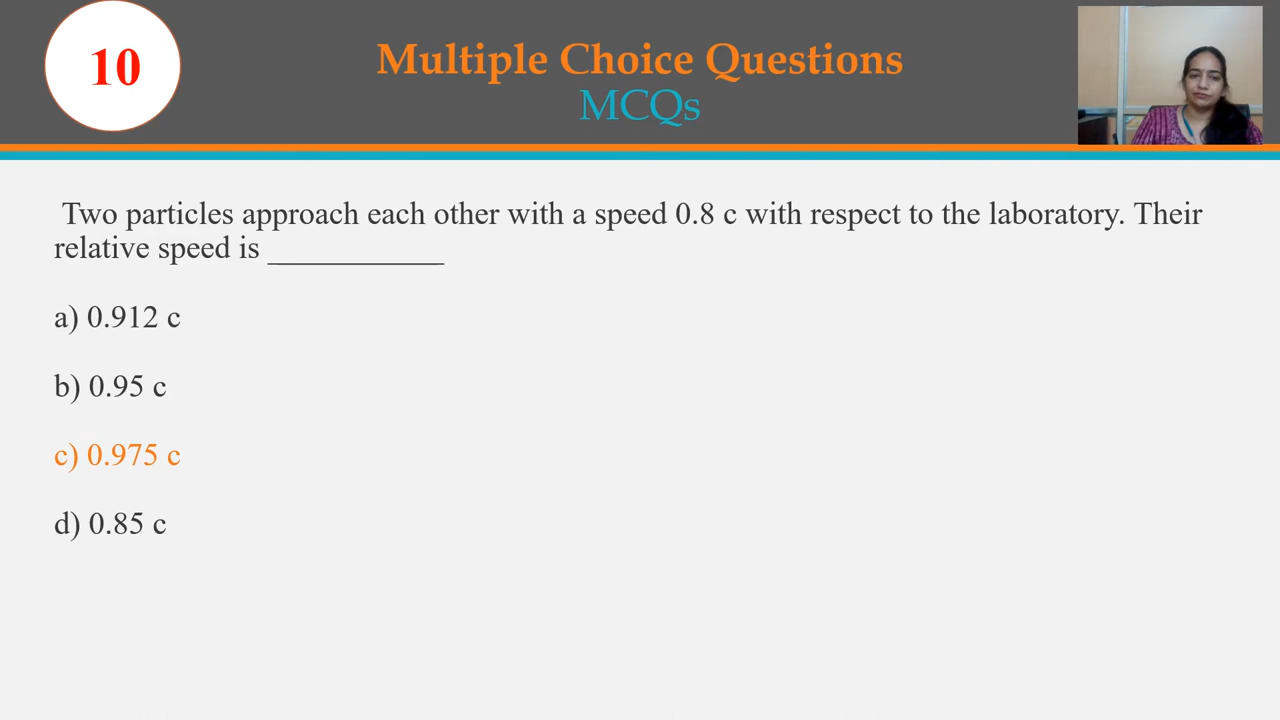 10
Multiple Choice Questions
MCQs
Two particles approach each other with a speed 0.8 c with respect to the laboratory. Their
relative speed is ___________
a) 0.912 c
b) 0.95 c
c) 0.975 c
d) 0.85 c